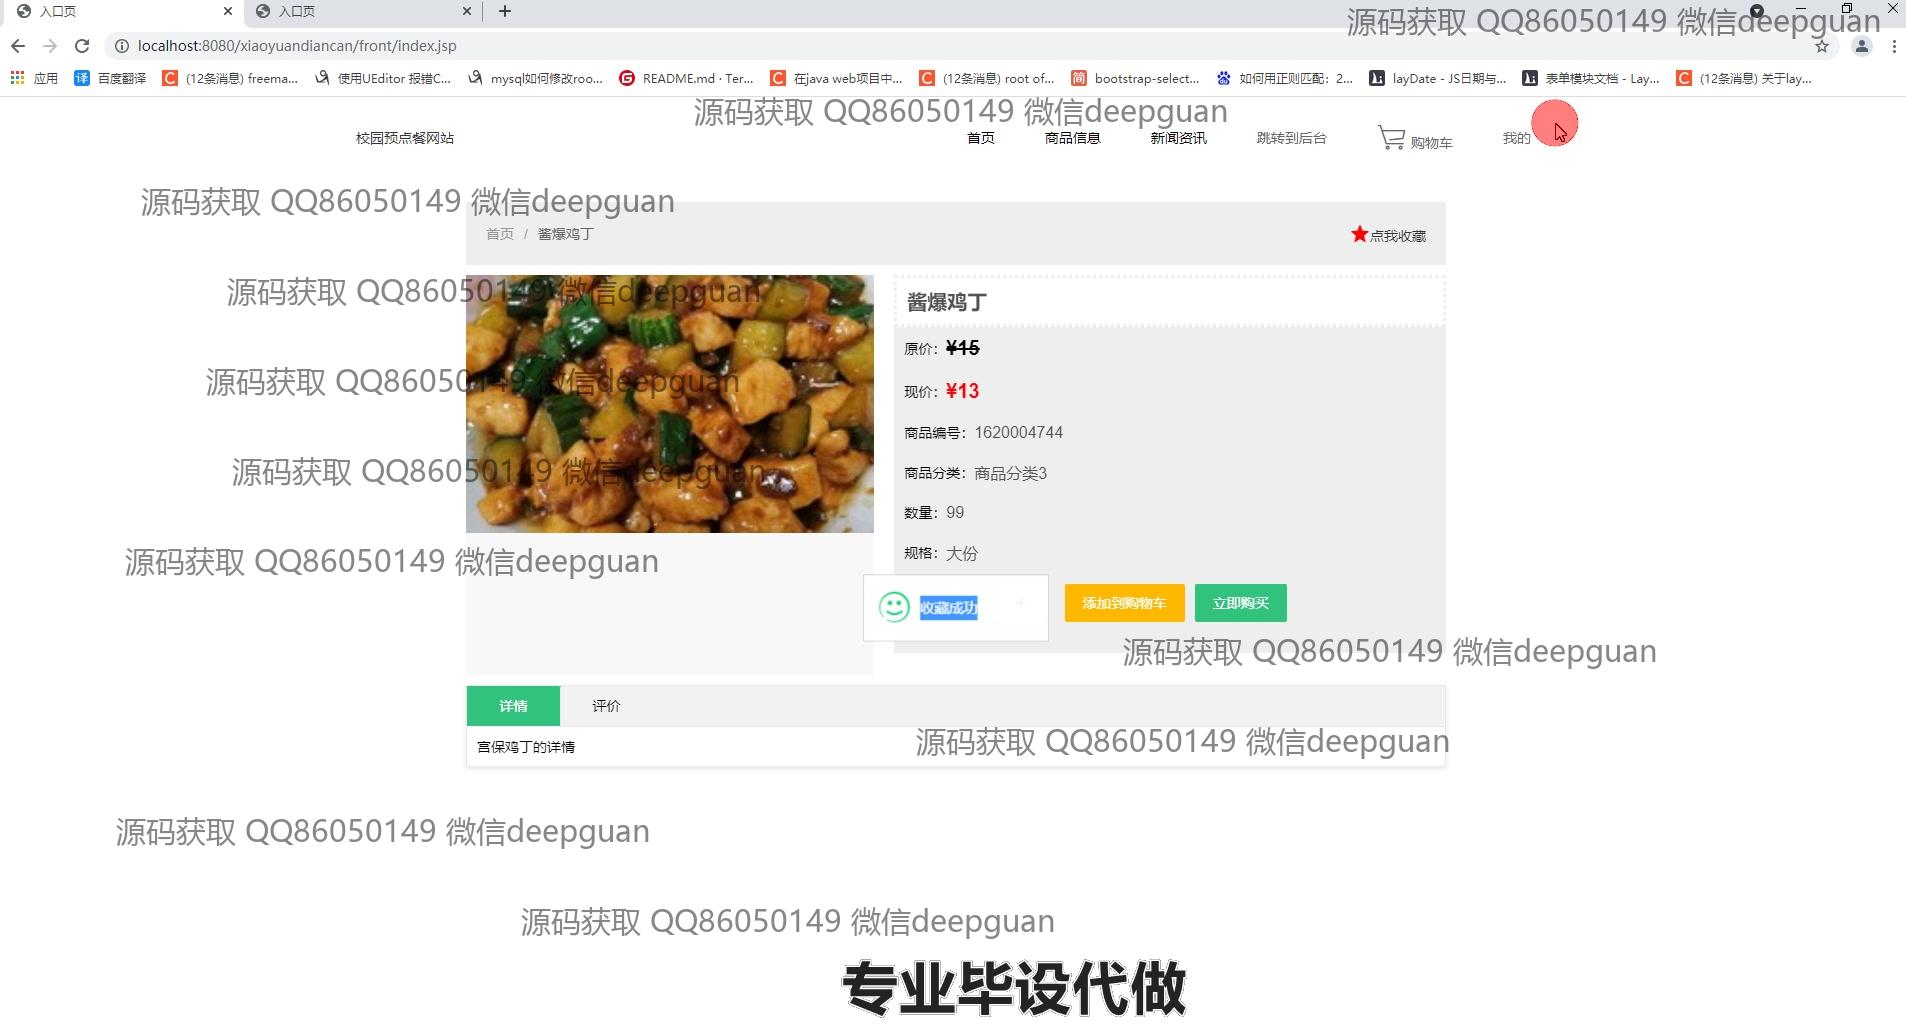 入口页
入口页
源码获取 QQ86050149 微信deepguan
localhost:8080/xiaoyuandiancan/front/index.jsp
应用
百度翻译
(12条消息) freema...
使用UEditor 报错C...
mysql如何修改roo...
README.md · Ter...
在java web项目中...
(12条消息) root of...
bootstrap-select...
如何用正则匹配：2...
layDate - JS日期与...
表单模块文档 - Lay...
(12条消息) 关于lay...
源码获取 QQ86050149 微信deepguan
校园预点餐网站
首页
商品信息
新闻资讯
跳转到后台
购物车
我的
源码获取 QQ86050149 微信deepguan
首页 / 酱爆鸡丁
点我收藏
源码获取 QQ86050149 微信deepguan
酱爆鸡丁
原价：¥15
源码获取 QQ86050149 微信deepguan
现价：¥13
商品编号：1620004744
源码获取 QQ86050149 微信deepguan
商品分类：商品分类3
数量：99
规格：大份
源码获取 QQ86050149 微信deepguan
收藏成功
添加到购物车
立即购买
源码获取 QQ86050149 微信deepguan
详情
评价
宫保鸡丁的详情
源码获取 QQ86050149 微信deepguan
源码获取 QQ86050149 微信deepguan
源码获取 QQ86050149 微信deepguan
专业毕设代做